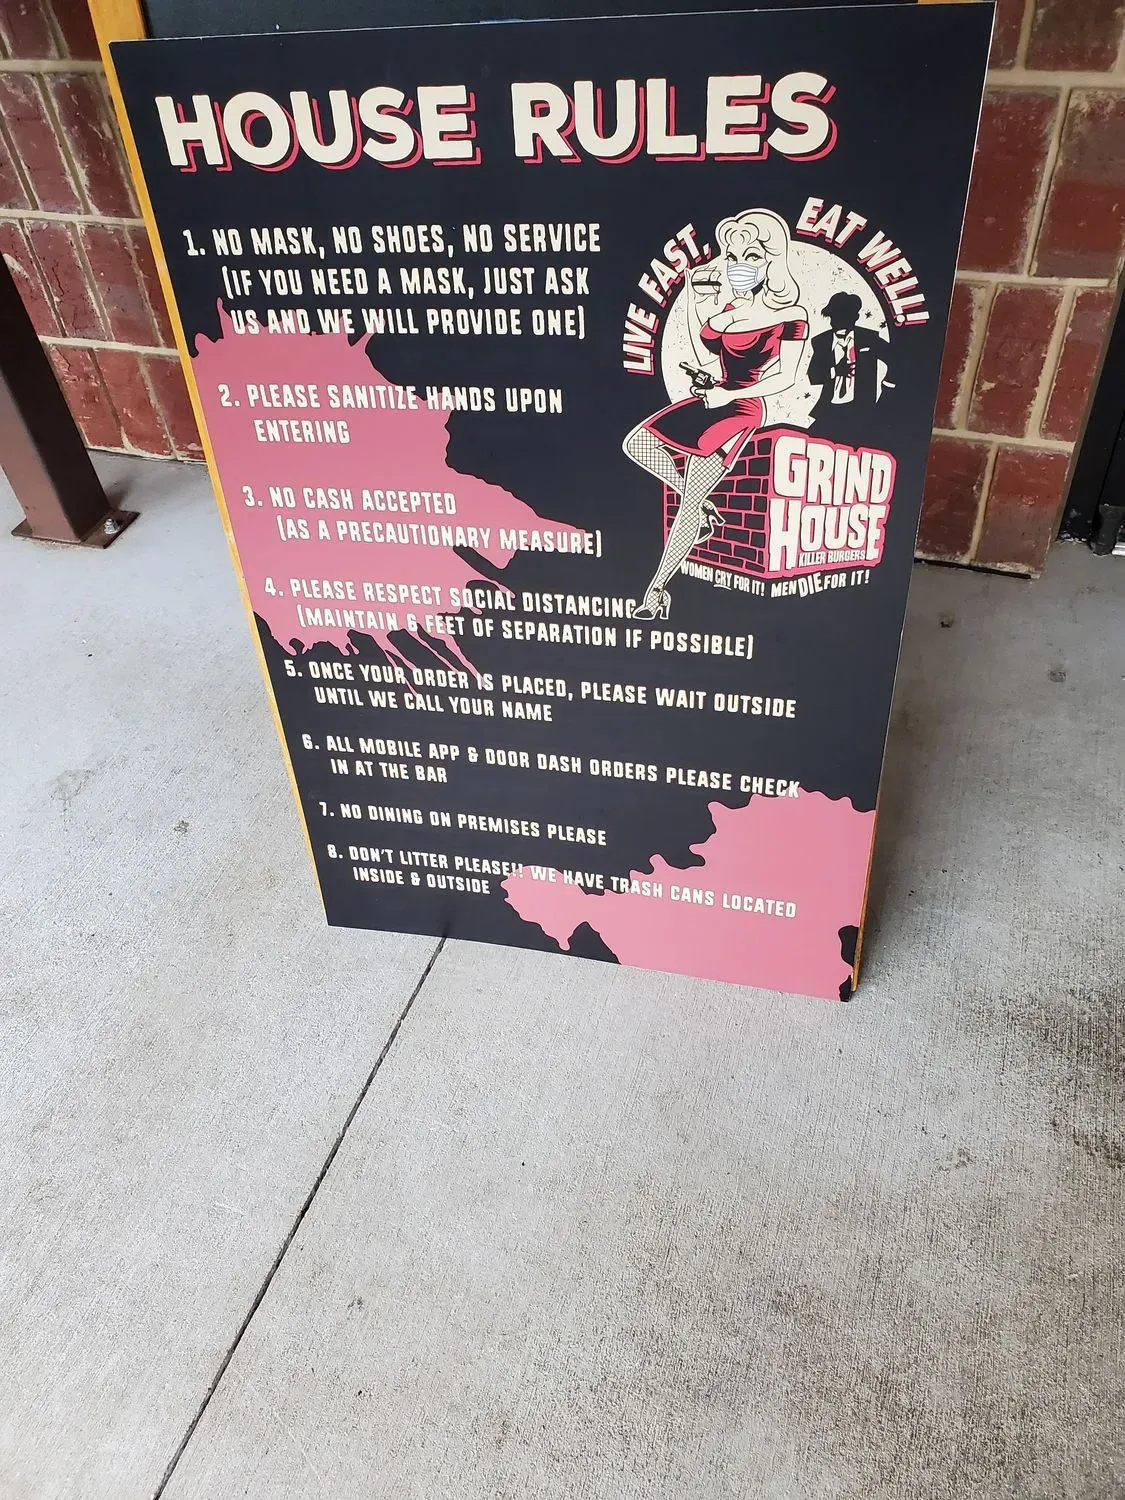 HOUSE RULES
1. NO MASK, NO SHOES, NO SERVICE
(IF YOU NEED A MASK, JUST ASK
US AND WE WILL PROVIDE ONE)
2. PLEASE SANITIZE HANDS UPON
ENTERING
3. NO CASH ACCEPTED
(AS A PRECAUTIONARY MEASURE)
4. PLEASE RESPECT SOCIAL DISTANCING
(MAINTAIN 6 FEET OF SEPARATION IF POSSIBLE)
5. ONCE YOUR ORDER IS PLACED, PLEASE WAIT OUTSIDE
UNTIL WE CALL YOUR NAME
6. ALL MOBILE APP & DOOR DASH ORDERS PLEASE CHECK
IN AT THE BAR
7. NO DINING ON PREMISES PLEASE
8. DON'T LITTER PLEASE!! WE HAVE TRASH CANS LOCATED
INSIDE & OUTSIDE
LIVE FAST, EAT WELL!
GRIND
HOUSE
KILLER BURGERS
WOMEN CRY FOR IT! MEN DIE FOR IT!